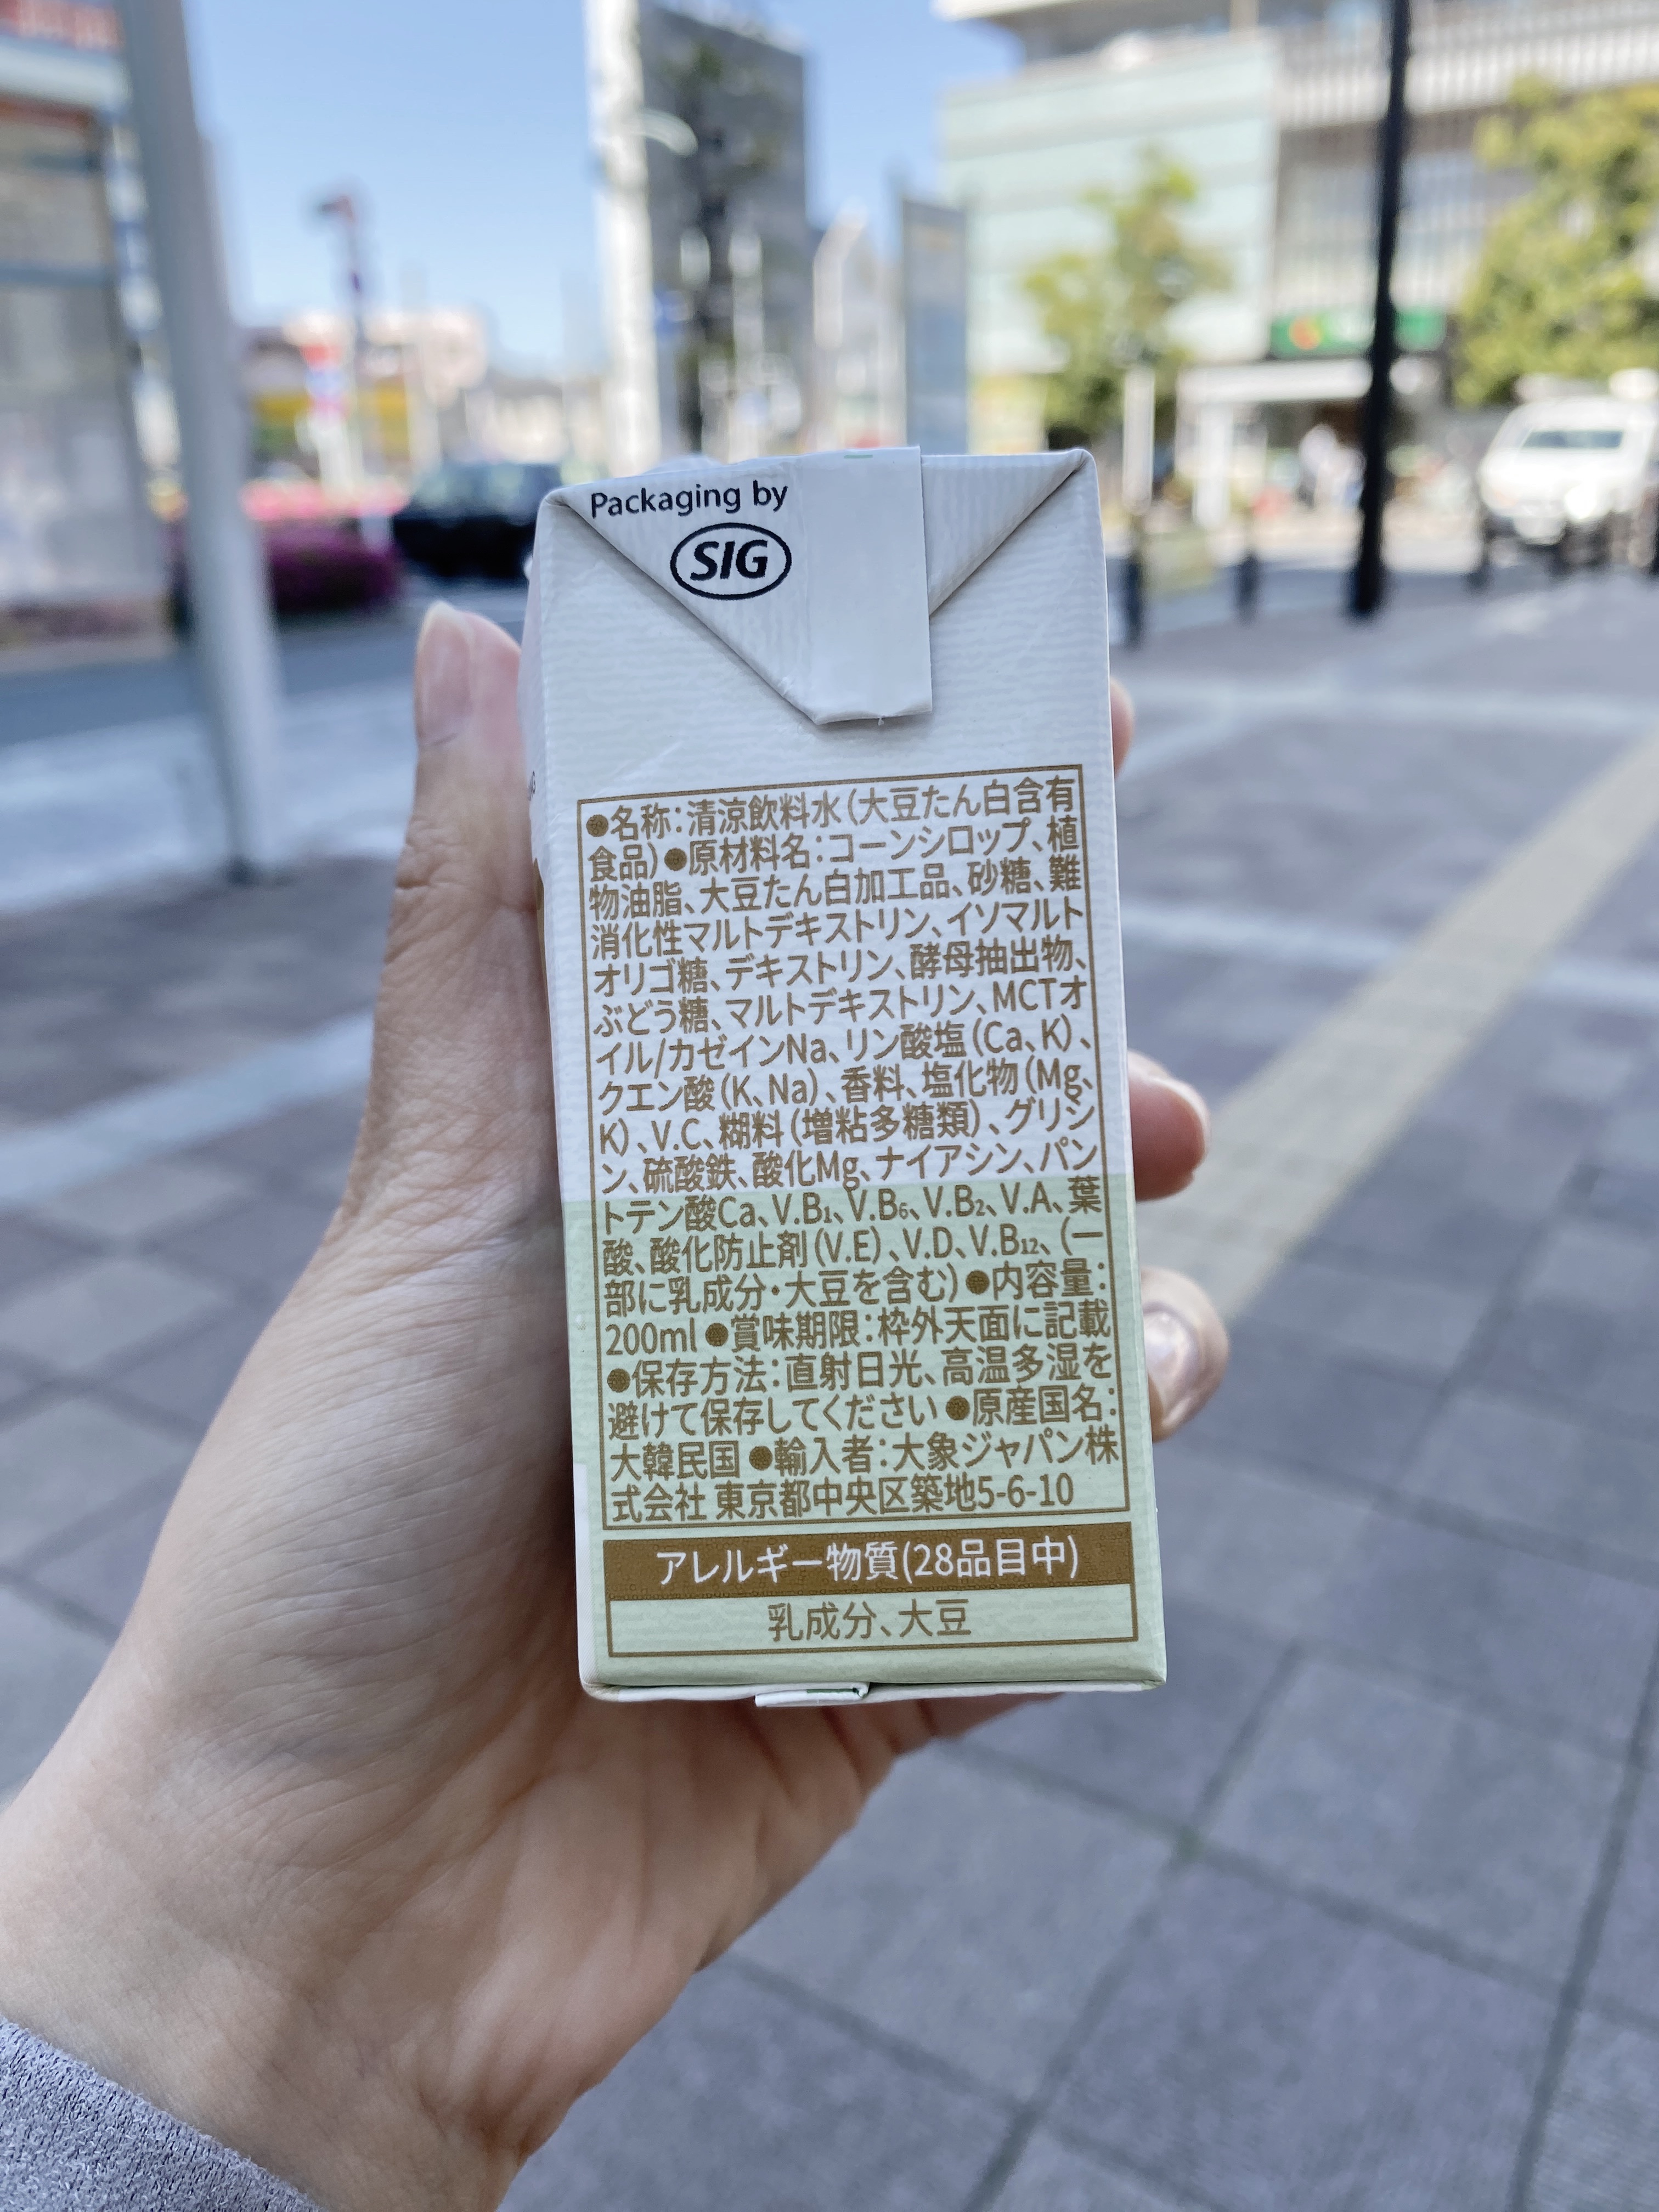 Packaging by
SIG
●名称：清涼飲料水（大豆たん白含有
食品）●原材料名：コーンシロップ、植
物油脂、大豆たん白加工品、砂糖、難
消化性マルトデキストリン、イソマルト
オリゴ糖、デキストリン、酵母抽出物、
ぶどう糖、マルトデキストリン、MCTオ
イル/カゼインNa、リン酸塩（Ca、K）、
クエン酸（K、Na）、香料、塩化物（Mg、
K）、V.C、糊料（増粘多糖類）、グリシ
ン、硫酸鉄、酸化Mg、ナイアシン、パン
トテン酸Ca、V.B₁、V.B₆、V.B₂、V.A、葉
酸、酸化防止剤（V.E）、V.D、V.B₁₂、（一
部に乳成分・大豆を含む）●内容量：
200ml ●賞味期限：枠外天面に記載
●保存方法：直射日光、高温多湿を
避けて保存してください ●原産国名：
大韓民国 ●輸入者：大象ジャパン株
式会社 東京都中央区築地5-6-10
アレルギー物質(28品目中)
乳成分、大豆